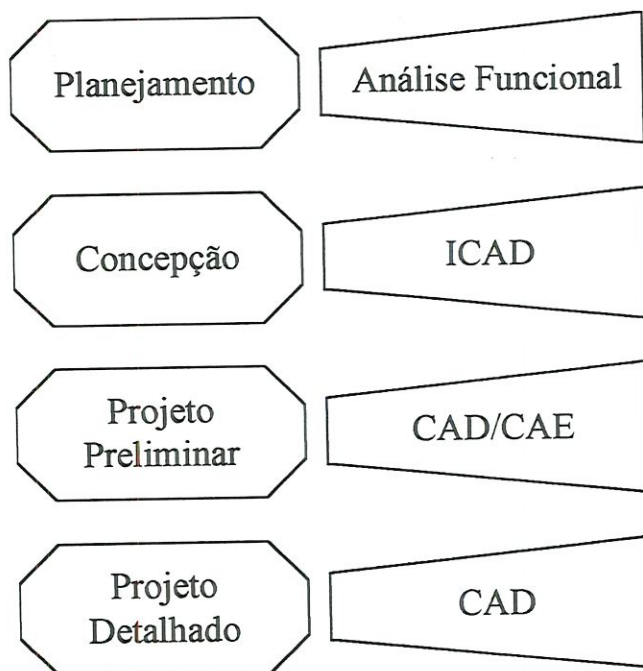 Planejamento
Análise Funcional
Concepção
ICAD
Projeto
Preliminar
CAD/CAE
Projeto
Detalhado
CAD